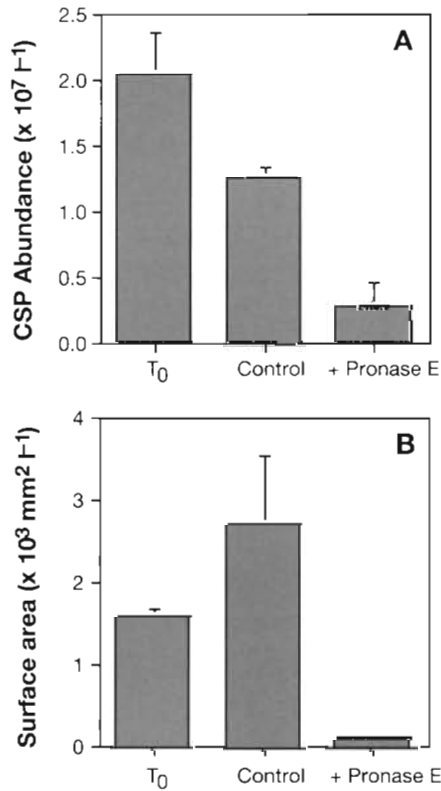 A
CSP Abundance (x 10⁷ l⁻¹)
2.5
2.0
1.5
1.0
0.5
0.0
T₀ Control + Pronase E
B
Surface area (x 10³ mm² l⁻¹)
4
3
2
1
0
T₀ Control + Pronase E